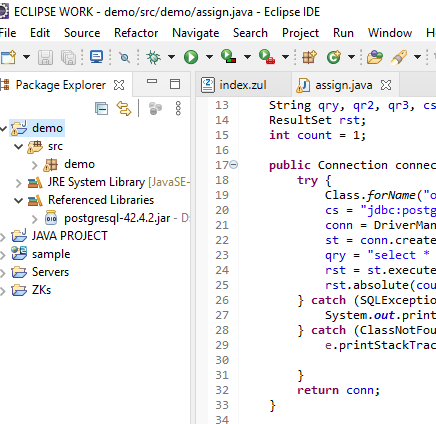 ECLIPSE WORK - demo/src/demo/assign.java - Eclipse IDE
File Edit Source Refactor Navigate Search Project Run Window
Package Explorer
demo
src
demo
JRE System Library [JavaSE-
Referenced Libraries
postgresql-42.4.2.jar - D:
JAVA PROJECT
sample
Servers
ZKs
index.zul assign.java
13 String qry, qr2, qr3, cs
14 ResultSet rst;
15 int count = 1;
16
17 public Connection connec
18 try {
19 Class.forName("o
20 cs = "jdbc:postg
21 conn = DriverMan
22 st = conn.create
23 qry = "select *
24 rst = st.execute
25 rst.absolute(cou
26 } catch (SQLExceptio
27 System.out.print
28 } catch (ClassNotFou
29 e.printStackTrac
30
31 }
32 return conn;
33 }
34